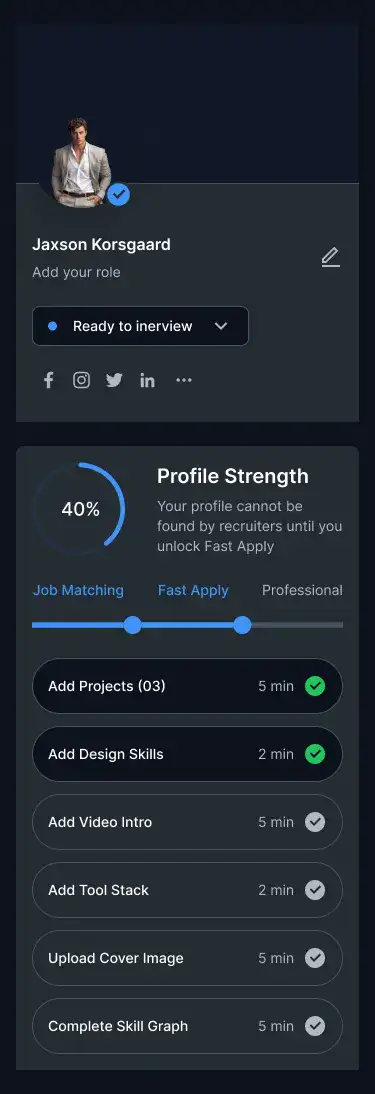 Jaxson Korsgaard
Add your role
Ready to inerview
40%
Profile Strength
Your profile cannot be
found by recruiters until you
unlock Fast Apply
Job Matching Fast Apply Professional
Add Projects (03) 5 min
Add Design Skills 2 min
Add Video Intro 5 min
Add Tool Stack 2 min
Upload Cover Image 5 min
Complete Skill Graph 5 min